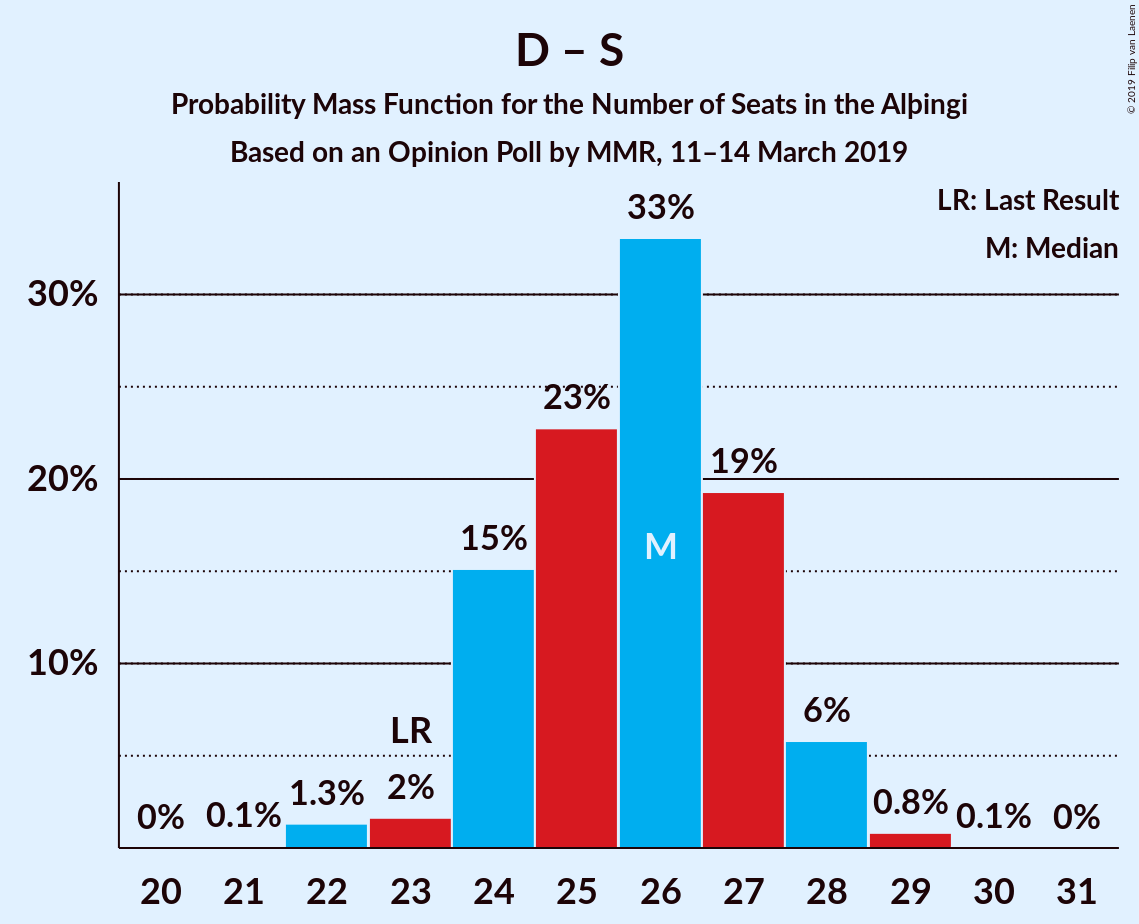 D – S
Probability Mass Function for the Number of Seats in the Alþingi
Based on an Opinion Poll by MMR, 11–14 March 2019
© 2019 Filip van Laenen
LR: Last Result
M: Median
30%
20%
10%
0%
0.1%
1.3%
LR
2%
15%
23%
33%
M
19%
6%
0.8%
0.1%
0%
20 21 22 23 24 25 26 27 28 29 30 31